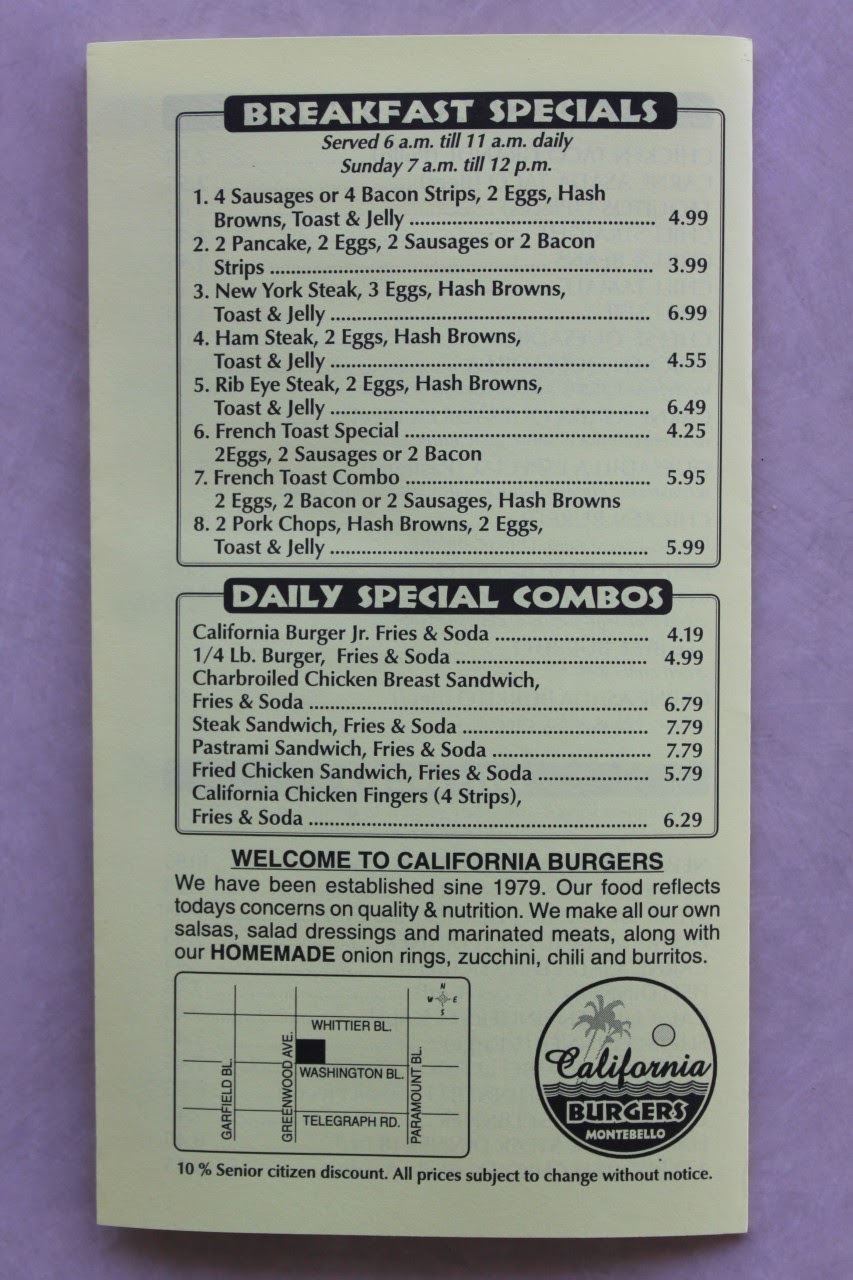 BREAKFAST SPECIALS
Served 6 a.m. till 11 a.m. daily
Sunday 7 a.m. till 12 p.m.
1. 4 Sausages or 4 Bacon Strips, 2 Eggs, Hash
Browns, Toast & Jelly ........................................... 4.99
2. 2 Pancake, 2 Eggs, 2 Sausages or 2 Bacon
Strips .................................................................... 3.99
3. New York Steak, 3 Eggs, Hash Browns,
Toast & Jelly ......................................................... 6.99
4. Ham Steak, 2 Eggs, Hash Browns,
Toast & Jelly ......................................................... 4.55
5. Rib Eye Steak, 2 Eggs, Hash Browns,
Toast & Jelly ......................................................... 6.49
6. French Toast Special ........................................... 4.25
2Eggs, 2 Sausages or 2 Bacon
7. French Toast Combo ........................................... 5.95
2 Eggs, 2 Bacon or 2 Sausages, Hash Browns
8. 2 Pork Chops, Hash Browns, 2 Eggs,
Toast & Jelly ......................................................... 5.99
DAILY SPECIAL COMBOS
California Burger Jr. Fries & Soda ........................... 4.19
1/4 Lb. Burger, Fries & Soda .................................. 4.99
Charbroiled Chicken Breast Sandwich,
Fries & Soda ............................................................ 6.79
Steak Sandwich, Fries & Soda ................................. 7.79
Pastrami Sandwich, Fries & Soda ............................ 7.79
Fried Chicken Sandwich, Fries & Soda .................... 5.79
California Chicken Fingers (4 Strips),
Fries & Soda ............................................................ 6.29
WELCOME TO CALIFORNIA BURGERS
We have been established sine 1979. Our food reflects
todays concerns on quality & nutrition. We make all our own
salsas, salad dressings and marinated meats, along with
our HOMEMADE onion rings, zucchini, chili and burritos.
N
W E
S
WHITTIER BL.
WASHINGTON BL.
TELEGRAPH RD.
GARFIELD BL.
GREENWOOD AVE.
PARAMOUNT BL.
California
BURGERS
MONTEBELLO
10 % Senior citizen discount. All prices subject to change without notice.